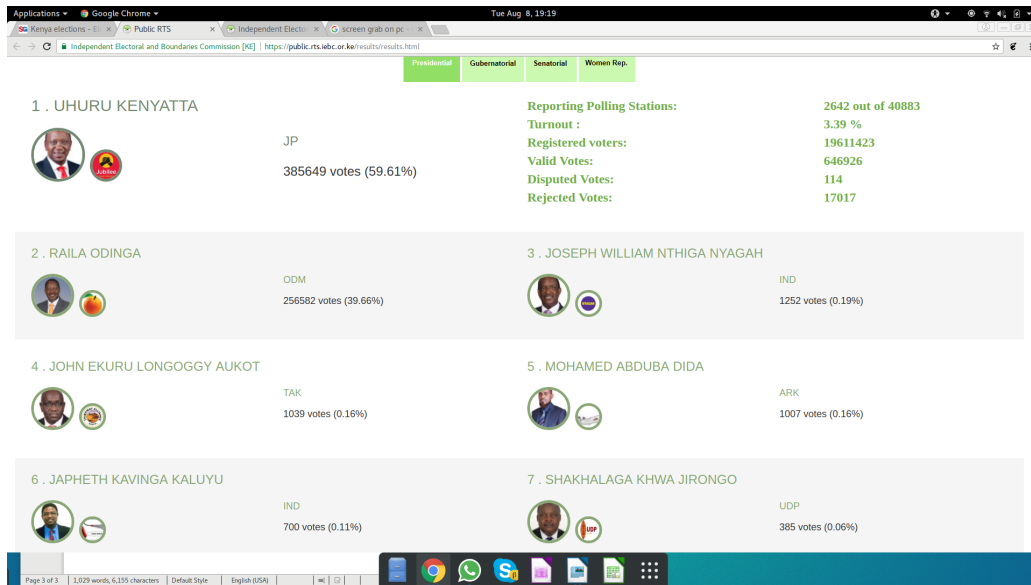 Applications Google Chrome Tue Aug 8, 19:19
Kenya elections - El Public RTS Independent Elector screen grab on pc -
Independent Electoral and Boundaries Commission [KE] https://public.rts.iebc.or.ke/results/results.html
Presidential Gubernatorial Senatorial Women Rep.
1 . UHURU KENYATTA
JP
385649 votes (59.61%)
Jubilee
Reporting Polling Stations: 2642 out of 40883
Turnout : 3.39 %
Registered voters: 19611423
Valid Votes: 646926
Disputed Votes: 114
Rejected Votes: 17017
2 . RAILA ODINGA
ODM
256582 votes (39.66%)
3 . JOSEPH WILLIAM NTHIGA NYAGAH
IND
1252 votes (0.19%)
4 . JOHN EKURU LONGOGGY AUKOT
TAK
1039 votes (0.16%)
5 . MOHAMED ABDUBA DIDA
ARK
1007 votes (0.16%)
6 . JAPHETH KAVINGA KALUYU
IND
700 votes (0.11%)
7 . SHAKHALAGA KHWA JIRONGO
UDP
UDP
385 votes (0.06%)
Page 3 of 3 1,029 words, 6,155 characters Default Style English (USA)